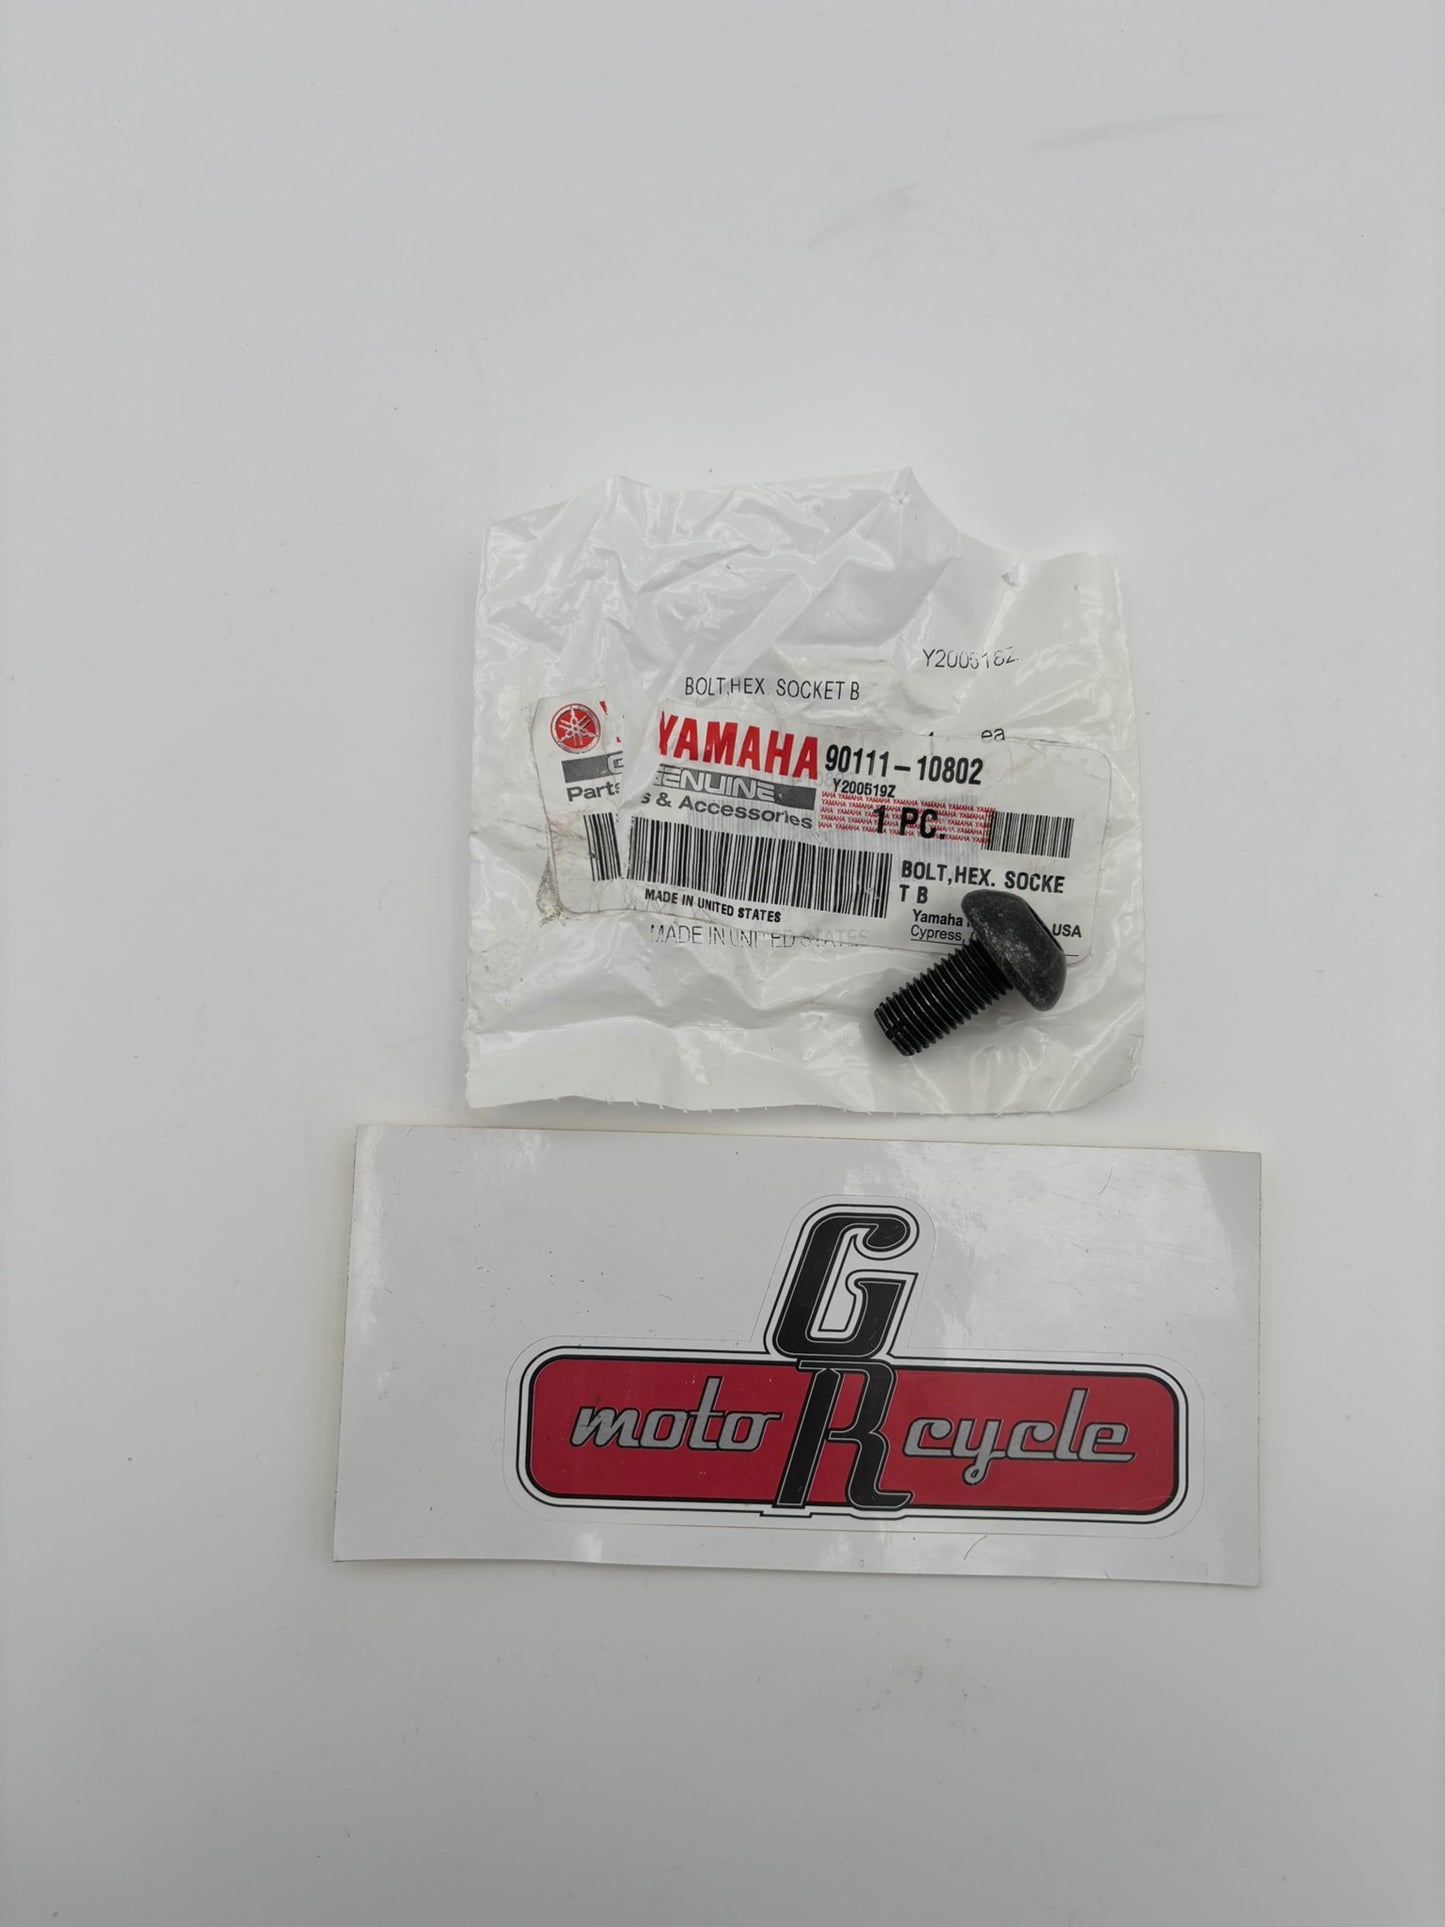 BOLT,HEX. SOCKET B
ea
YAMAHA
90111-10802
GENUINE
Parts & Accessories
Y200519Z
1 PC.
BOLT,HEX. SOCKE
T B
MADE IN UNITED STATES
Yamaha USA
Cypress,
MADE IN UNITED STATES
G
moto R cycle